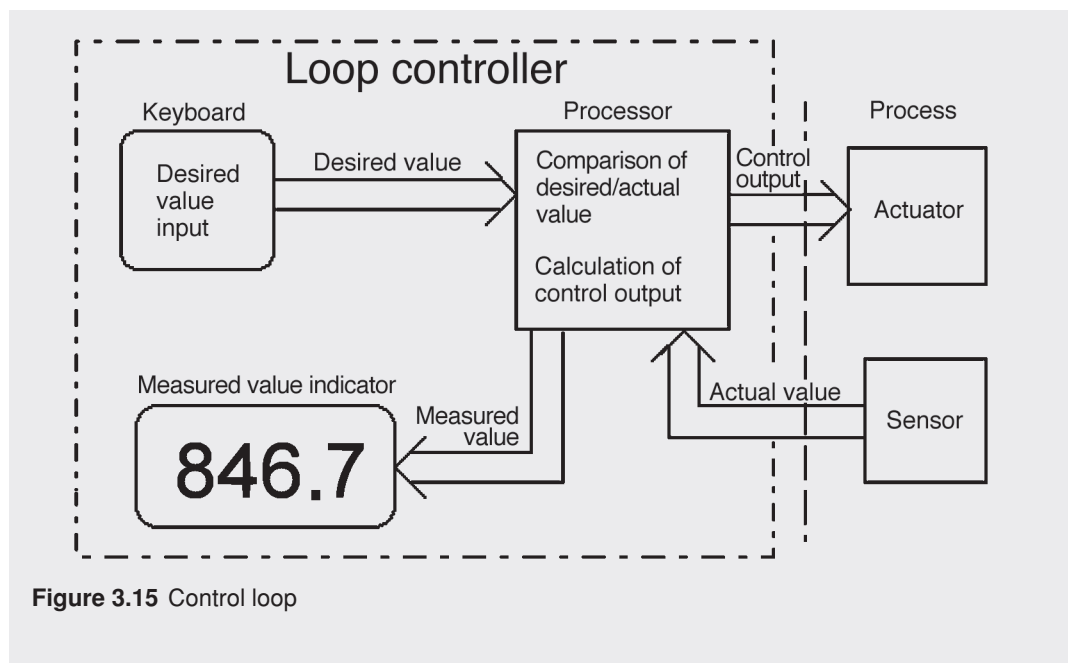 Loop controller
Keyboard
Desired
value
input
Desired value
Processor
Comparison of
desired/actual
value
Calculation of
control output
Control
output
Process
Actuator
Measured value indicator
846.7
Measured
value
Actual value
Sensor
Figure 3.15 Control loop